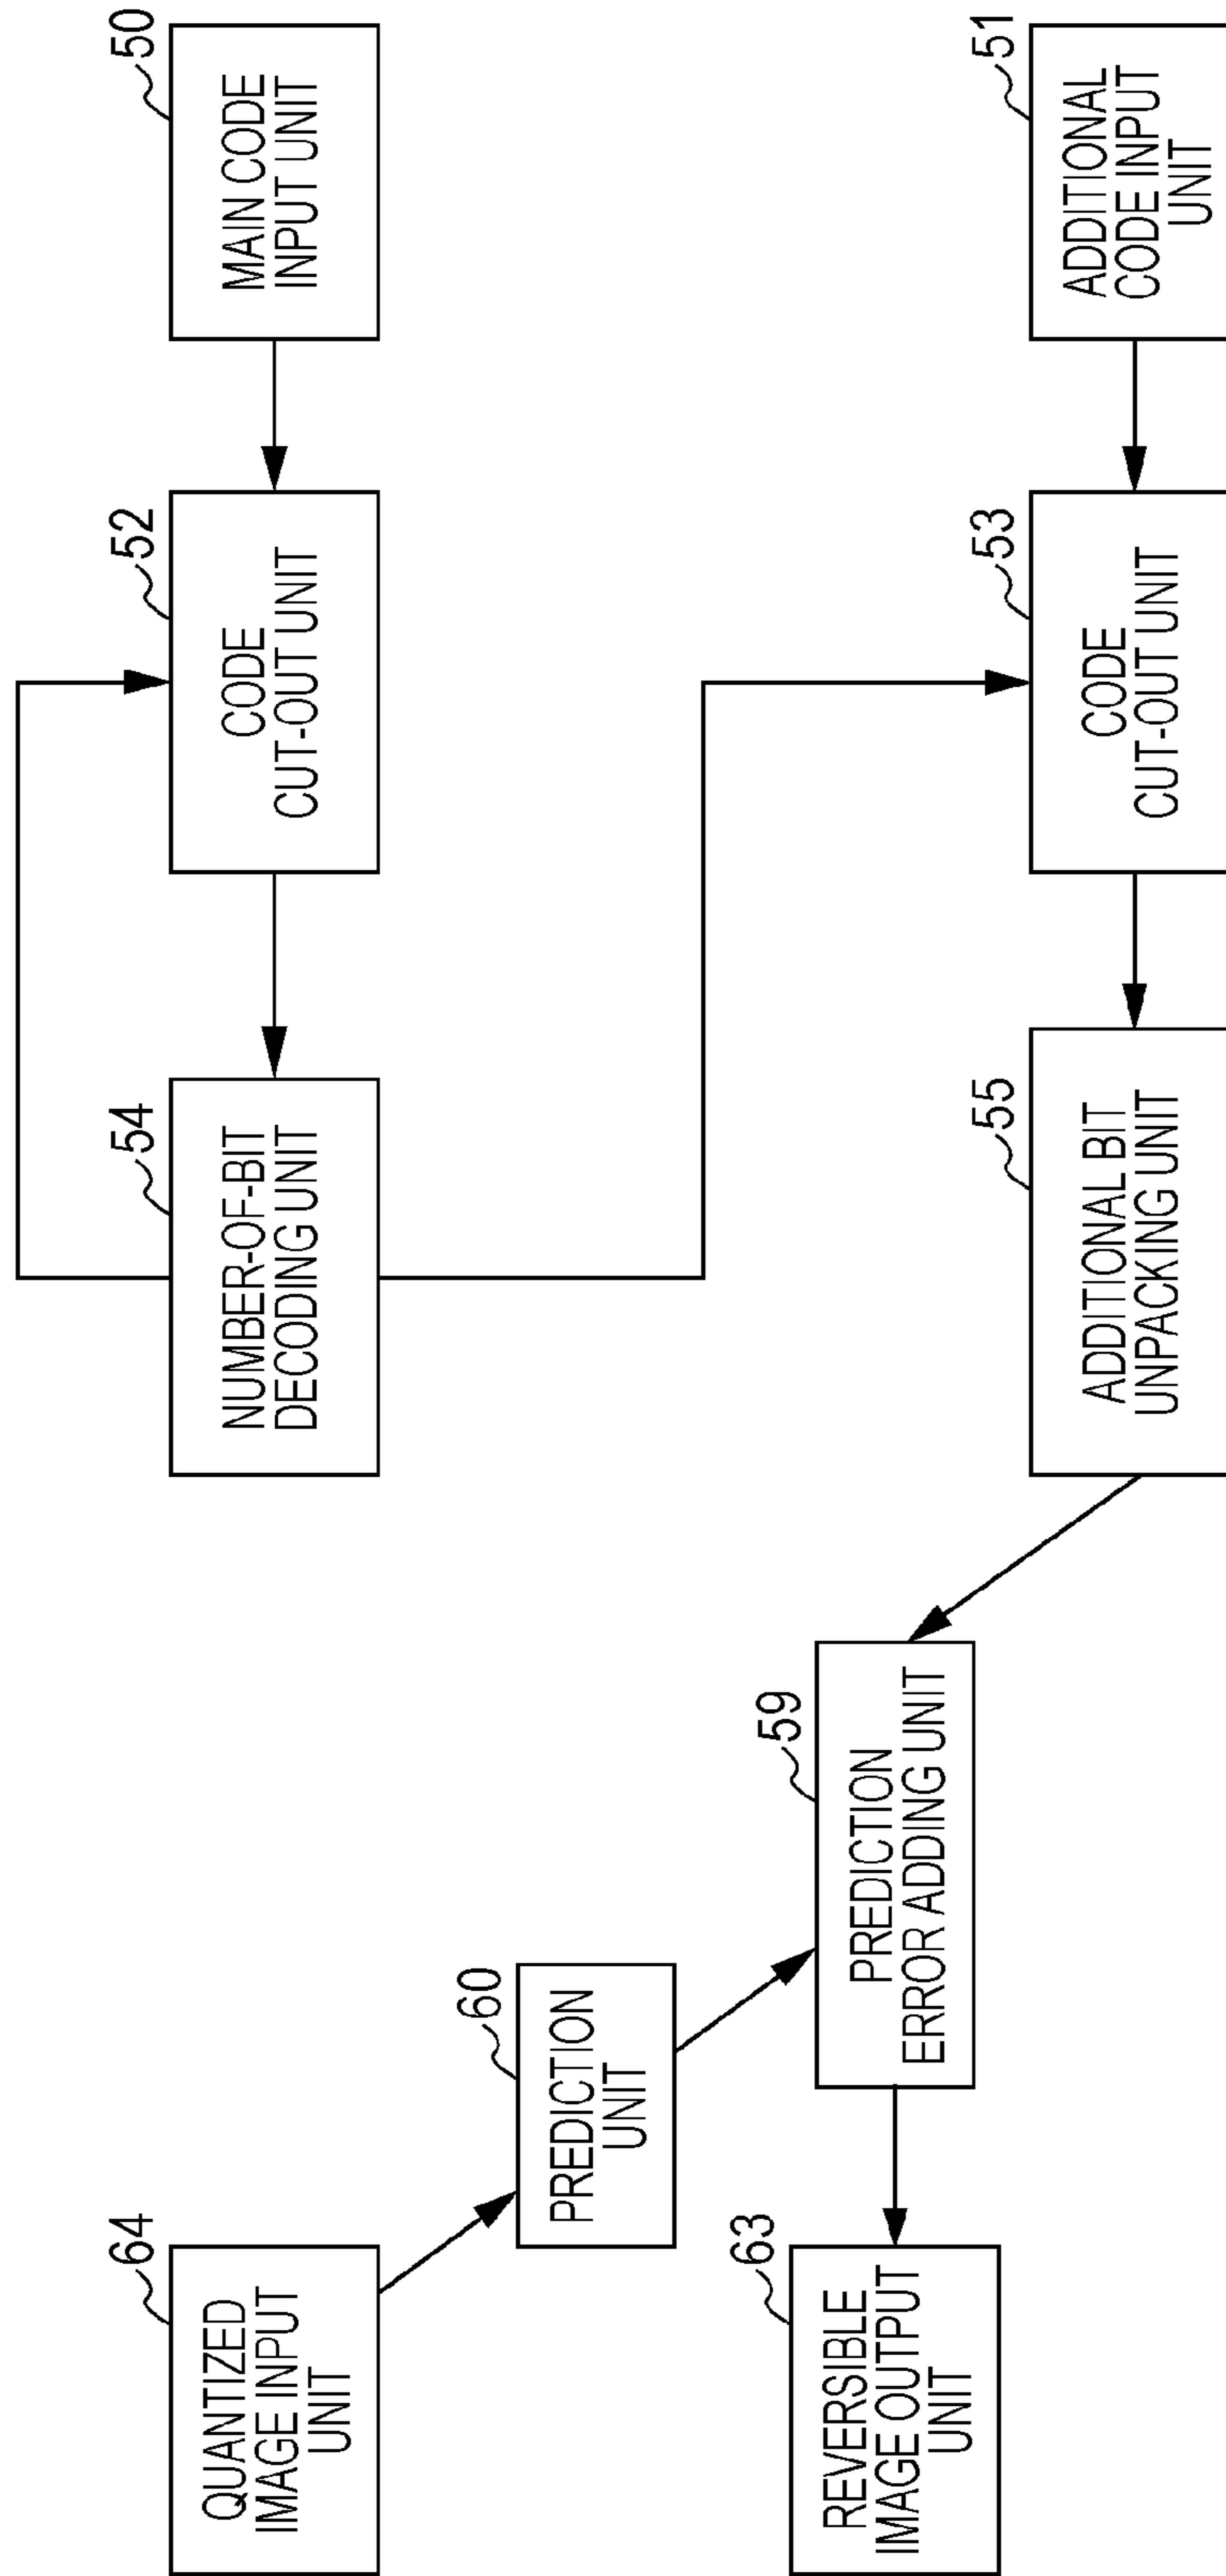 50
MAIN CODE
INPUT UNIT
52
CODE
CUT-OUT UNIT
54
NUMBER-OF-BIT
DECODING UNIT
64
QUANTIZED
IMAGE INPUT
UNIT
60
PREDICTION
UNIT
59
PREDICTION
ERROR ADDING UNIT
63
REVERSIBLE
IMAGE OUTPUT
UNIT
51
ADDITIONAL
CODE INPUT
UNIT
53
CODE
CUT-OUT UNIT
55
ADDITIONAL BIT
UNPACKING UNIT